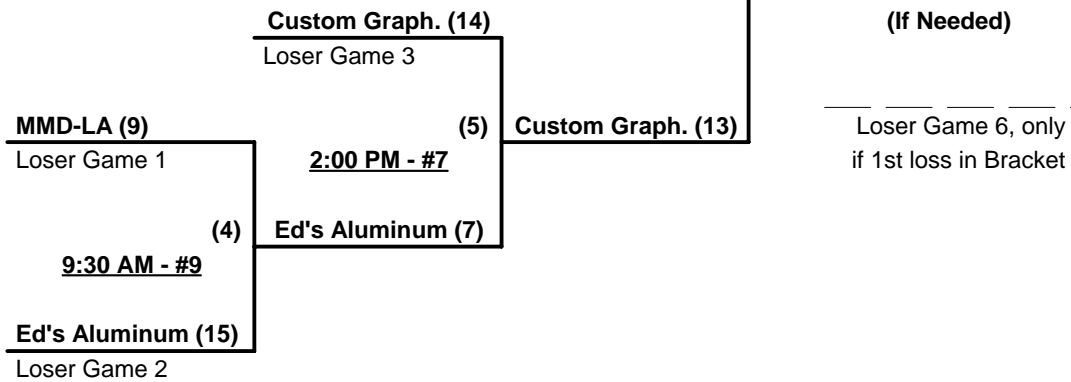 Custom Graph. (14)
(If Needed)
Loser Game 3
MMD-LA (9)
(5)
Custom Graph. (13)
Loser Game 6, only
Loser Game 1
2:00 PM - #7
if 1st loss in Bracket
(4)
Ed's Aluminum (7)
9:30 AM - #9
Ed's Aluminum (15)
Loser Game 2